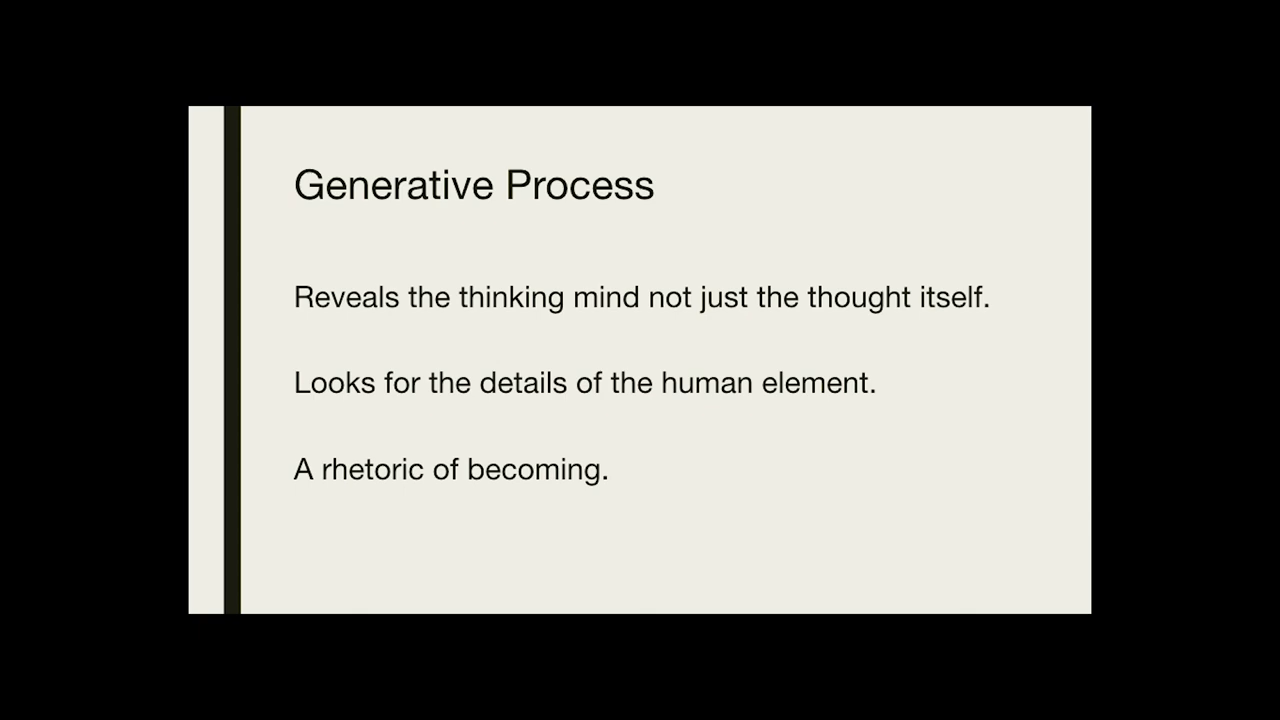 Generative Process
Reveals the thinking mind not just the thought itself.
Looks for the details of the human element.
A rhetoric of becoming.